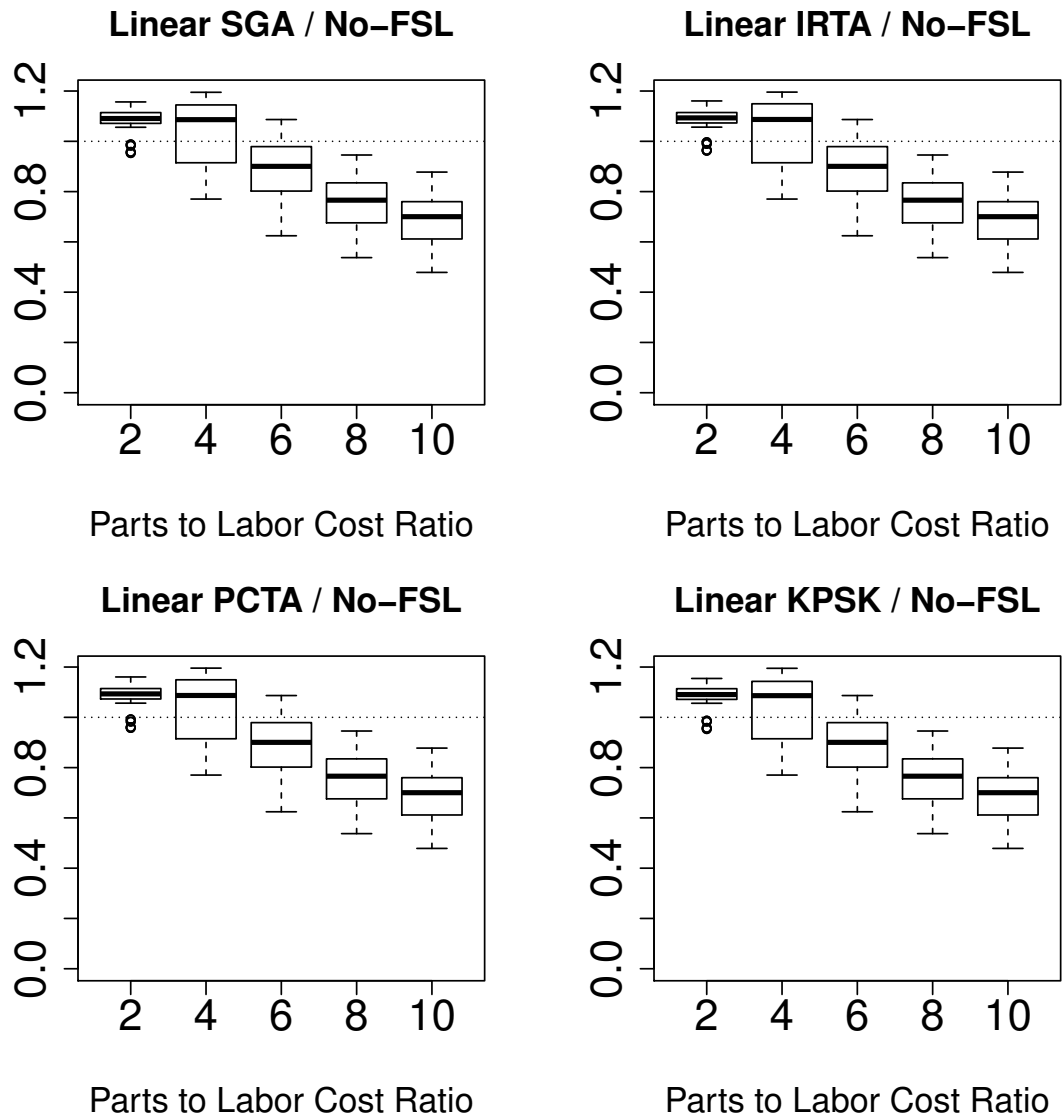 Linear SGA / No−FSL
1.2
0.8
0.4
0.0
2 4 6 8 10
Parts to Labor Cost Ratio
Linear IRTA / No−FSL
1.2
0.8
0.4
0.0
2 4 6 8 10
Parts to Labor Cost Ratio
Linear PCTA / No−FSL
1.2
0.8
0.4
0.0
2 4 6 8 10
Parts to Labor Cost Ratio
Linear KPSK / No−FSL
1.2
0.8
0.4
0.0
2 4 6 8 10
Parts to Labor Cost Ratio